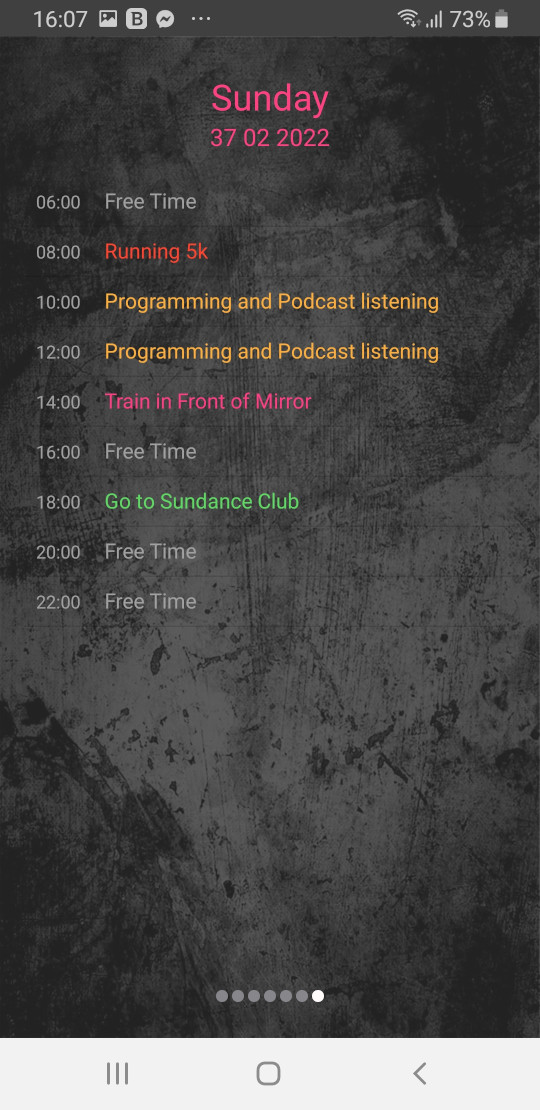 16:07 B ... 73%
Sunday
37 02 2022
06:00 Free Time
08:00 Running 5k
10:00 Programming and Podcast listening
12:00 Programming and Podcast listening
14:00 Train in Front of Mirror
16:00 Free Time
18:00 Go to Sundance Club
20:00 Free Time
22:00 Free Time